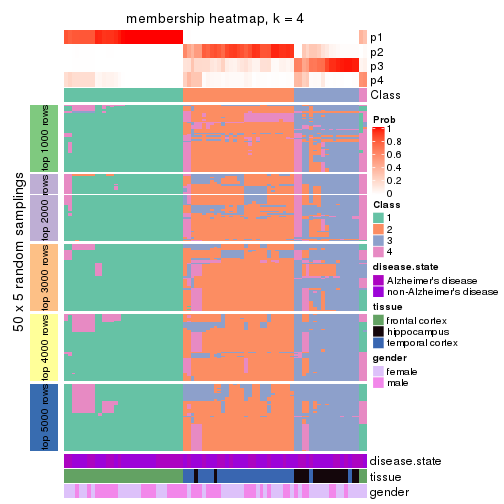 membership heatmap, k = 4
p1
p2
p3
p4
Class
50 x 5 random samplings
top 1000 rows
top 2000 rows
top 3000 rows
top 4000 rows
top 5000 rows
Prob
1
0.8
0.6
0.4
0.2
0
Class
1
2
3
4
disease.state
Alzheimer's disease
non-Alzheimer's disease
tissue
frontal cortex
hippocampus
temporal cortex
gender
female
male
disease.state
tissue
gender